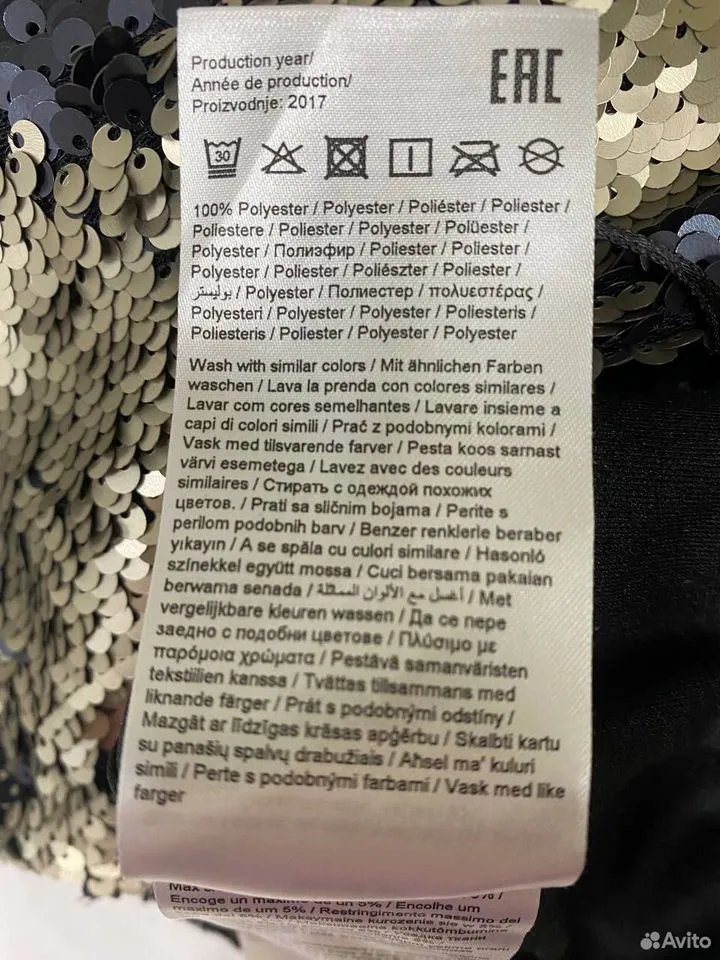 Production year/
Année de production/
Proizvodnje: 2017
EAC
30
100% Polyester / Polyester / Poliéster / Poliester /
Poliestere / Poliester / Polyester / Polüester /
Polyester / Полиэфир / Poliester / Poliester /
Polyester / Poliester / Poliészter / Poliester /
بوليستر / Polyester / Полиестер / πολυεστέρας /
Polyesteri / Polyester / Polyester / Poliesteris /
Poliesteris / Poliester / Polyester / Polyester
Wash with similar colors / Mit ähnlichen Farben
waschen / Lava la prenda con colores similares /
Lavar com cores semelhantes / Lavare insieme a
capi di colori simili / Prać z podobnymi kolorami /
Vask med tilsvarende farver / Pesta koos sarnast
värvi esemetega / Lavez avec des couleurs
similaires / Стирать с одеждой похожих
цветов. / Prati sa sličnim bojama / Perite s
perilom podobnih barv / Benzer renklerle beraber
yıkayın / A se spăla cu culori similare / Hasonló
színekkel együtt mossa / Cuci bersama pakaian
berwarna senada / أغسل مع الألوان المماثلة / Met
vergelijkbare kleuren wassen / Да се пере
заедно с подобни цветове / Πλύσιμο με
παρόμοια χρώματα / Pestävä samanväristen
tekstiilien kanssa / Tvättas tillsammans med
liknande färger / Prát s podobnými odstíny /
Mazgāt ar līdzīgas krāsas apģērbu / Skalbti kartu
su panašių spalvų drabužiais / Aħsel ma' kuluri
simili / Perte s podobnými farbami / Vask med like
farger
Max
Encoge un maximo de un 5% / Encolhe um
maximo de um 5% / Restringimento massimo del
5% / Maksymalne kurczenie się w 5% /
kokkutõmbumine
ткани
Avito